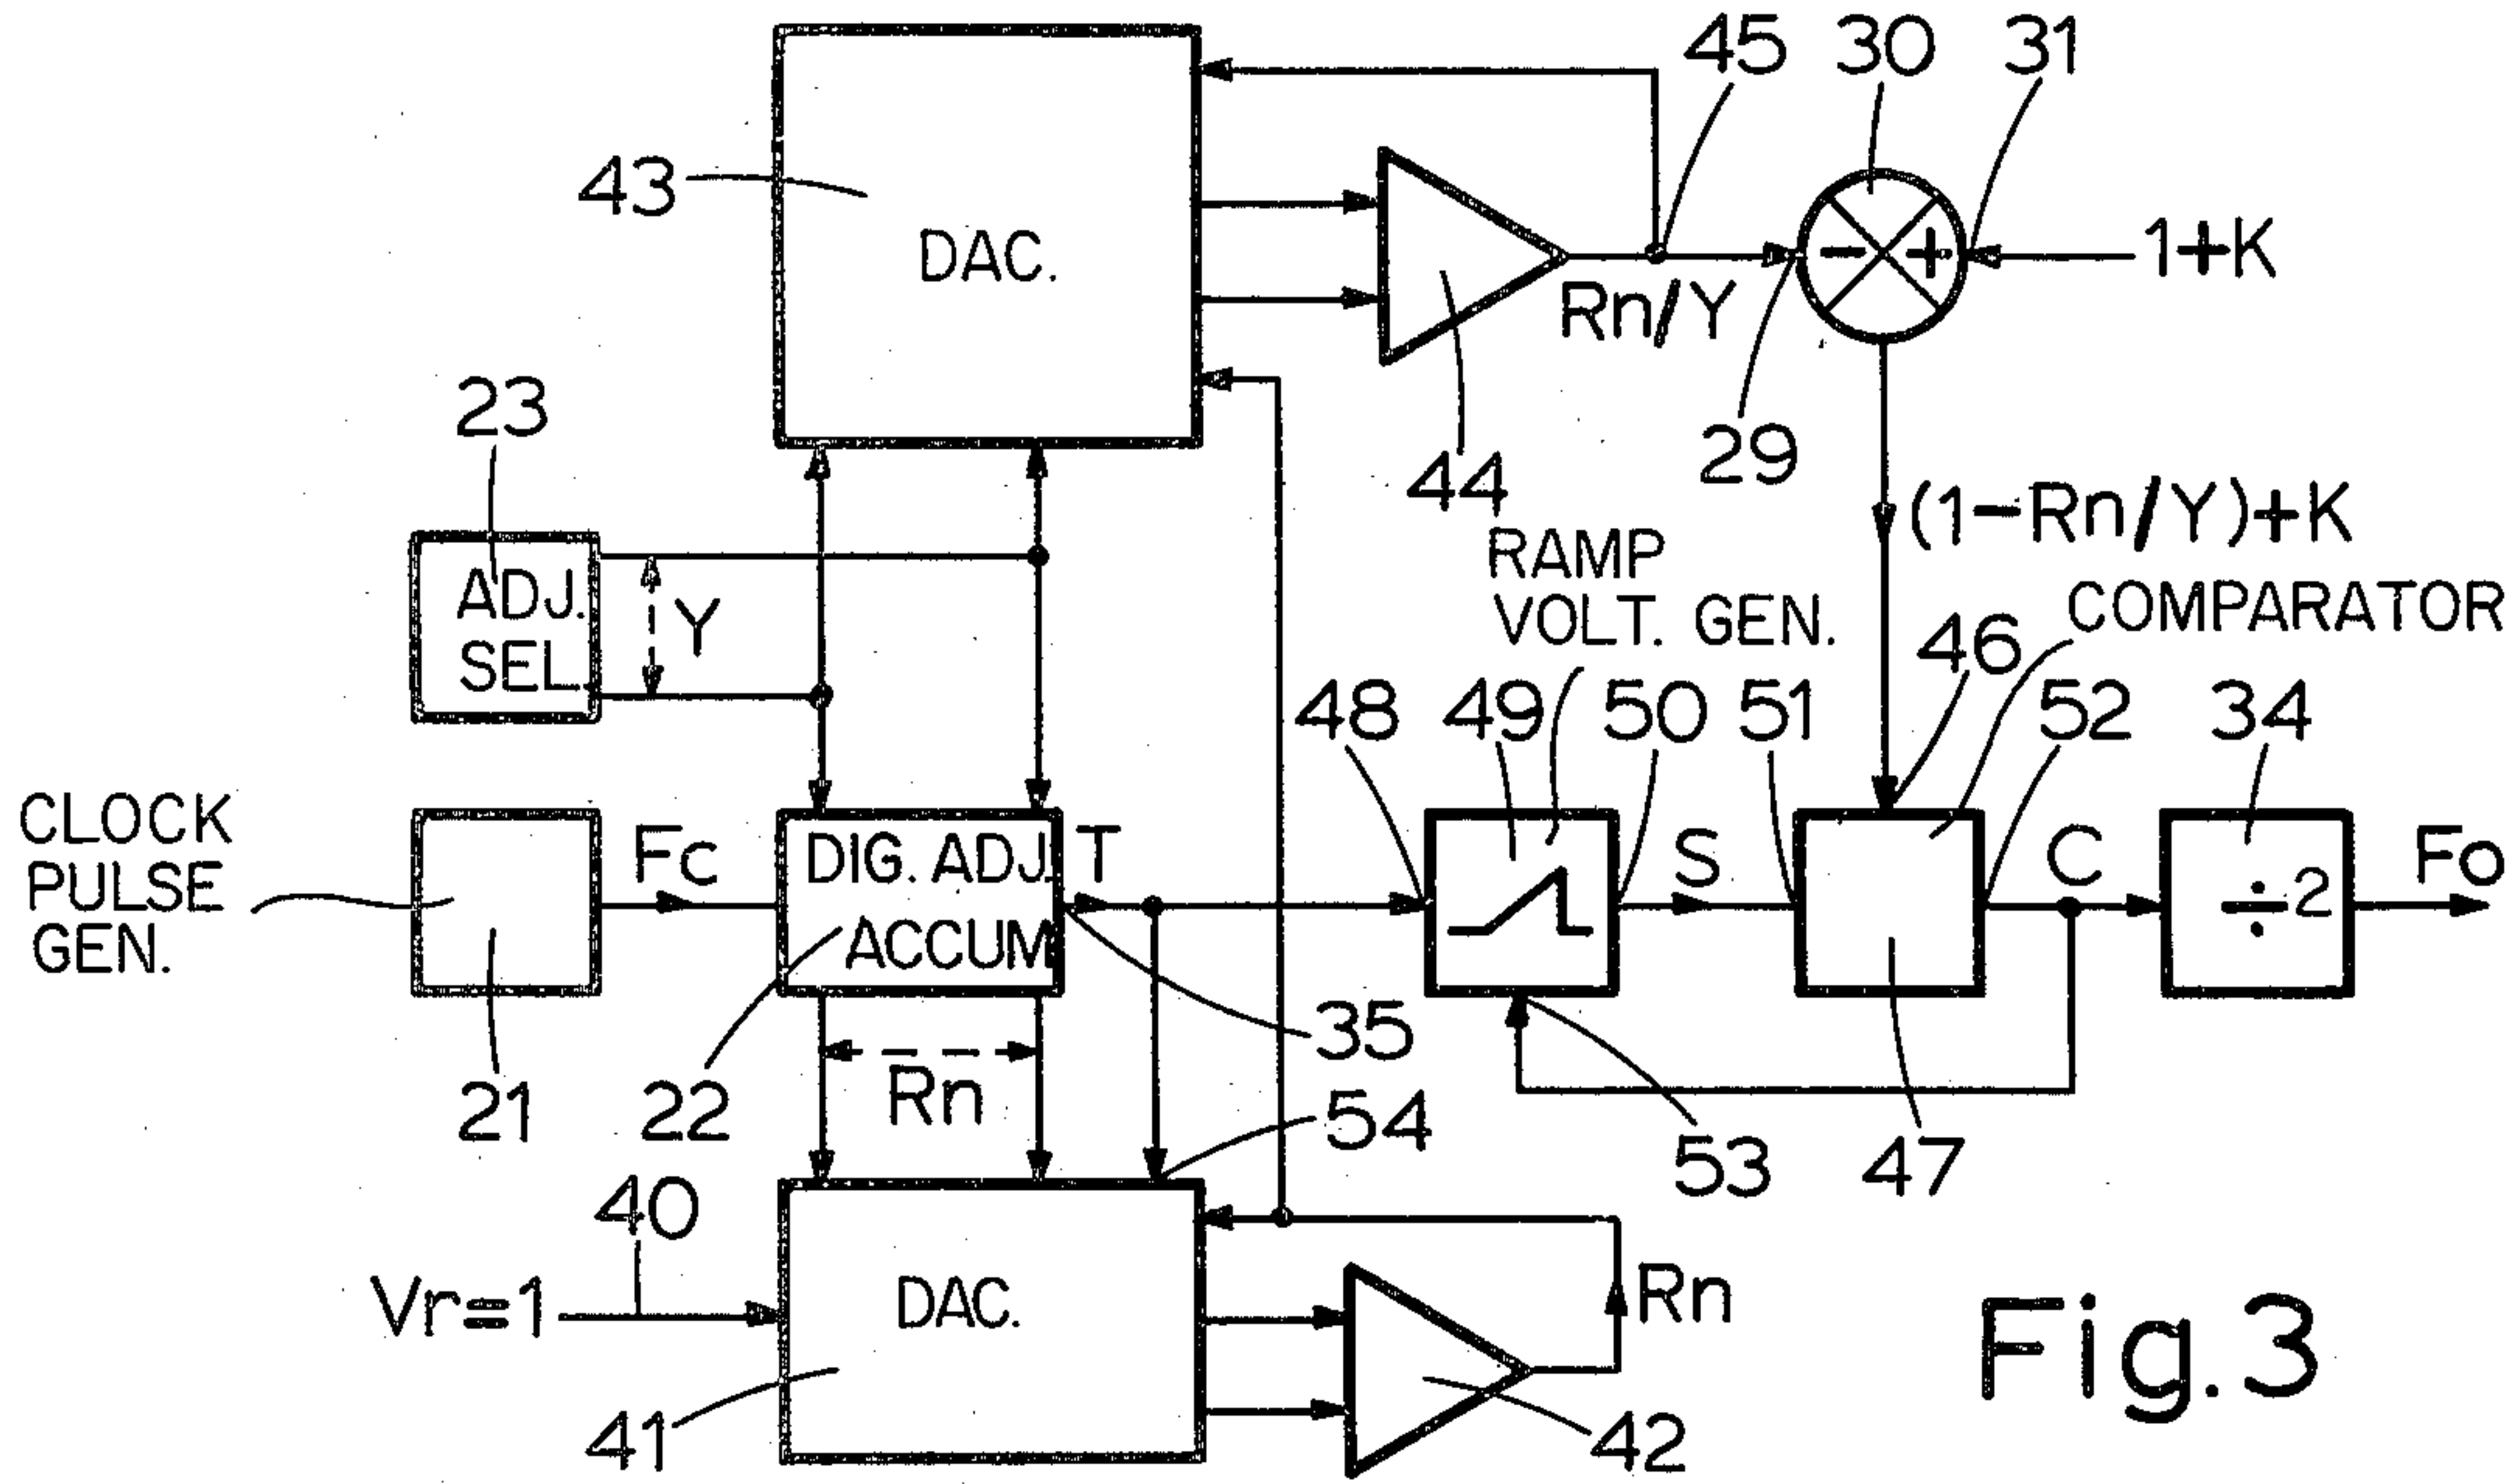 45 30 31
43
DAC.
1+K
Rn/Y
23
29
44
(1-Rn/Y)+K
RAMP
VOLT. GEN.
COMPARATOR
ADJ.
SEL.
Y
46
48 49 50 51 52 34
CLOCK
PULSE
GEN.
Fc
DIG. ADJ.
ACCUM
T
S
C
÷2
Fo
35
21
22
Rn
54
53
47
40
Vr=1
DAC.
Rn
41
42
Fig.3